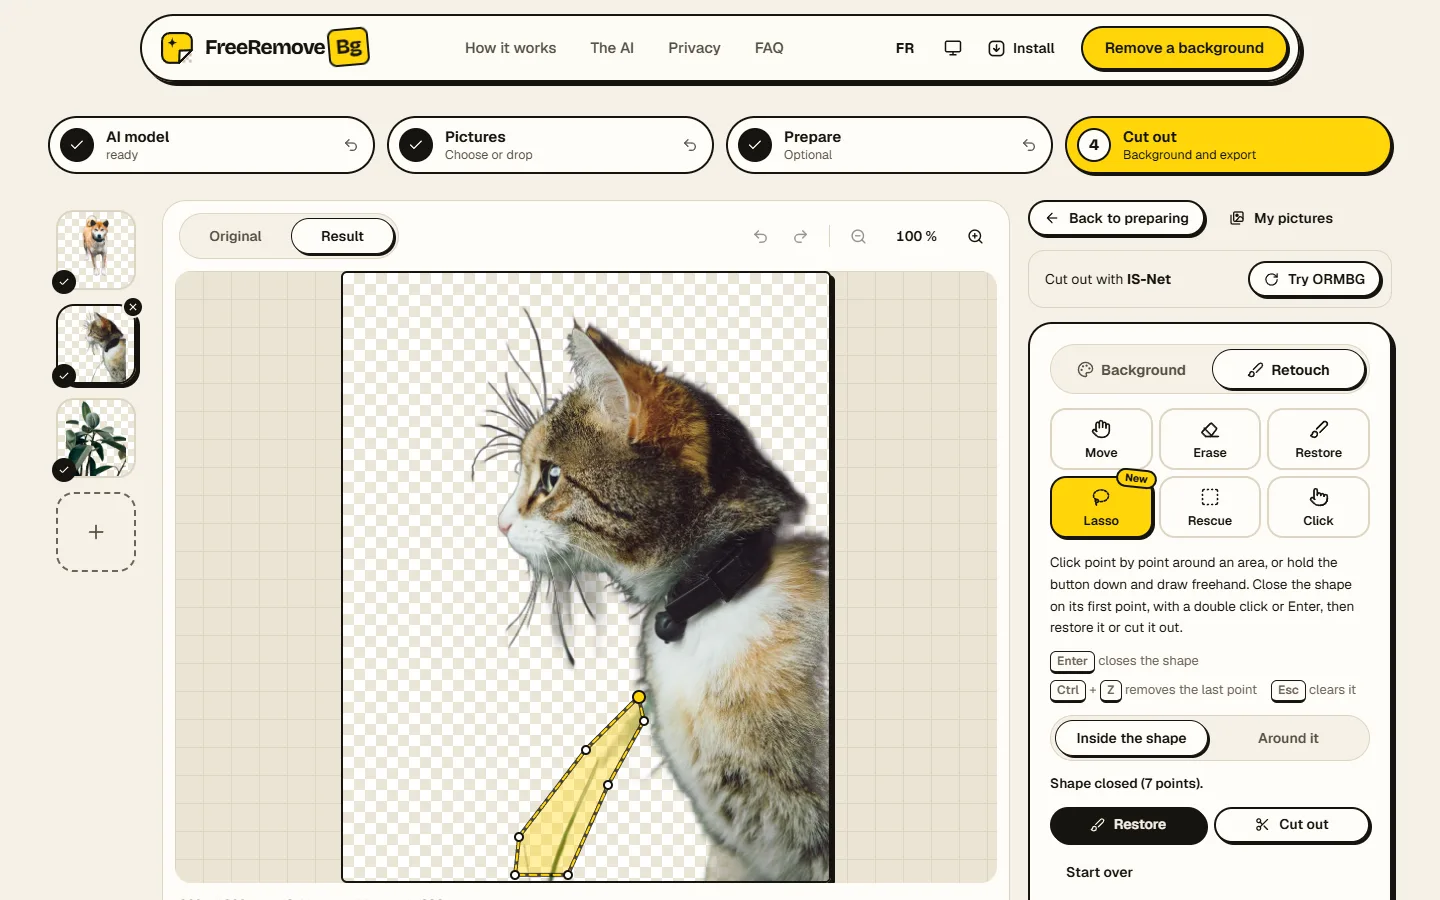 FreeRemove Bg
How it works
The AI
Privacy
FAQ
FR
Install
Remove a background
AI model
ready
Pictures
Choose or drop
Prepare
Optional
4
Cut out
Background and export
Original
Result
100 %
Back to preparing
My pictures
Cut out with IS-Net
Try ORMBG
Background
Retouch
Move
Erase
Restore
New
Lasso
Rescue
Click
Click point by point around an area, or hold the
button down and draw freehand. Close the shape
on its first point, with a double click or Enter, then
restore it or cut it out.
Enter closes the shape
Ctrl + Z removes the last point Esc clears it
Inside the shape
Around it
Shape closed (7 points).
Restore
Cut out
Start over